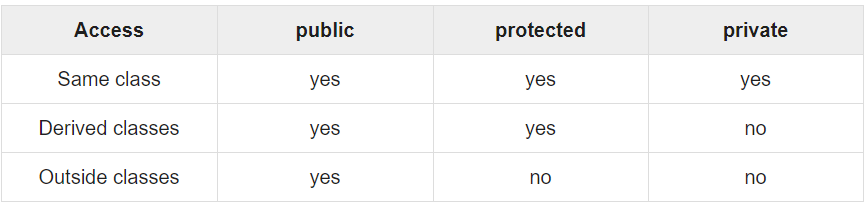 Access public protected private
Same class yes yes yes
Derived classes yes yes no
Outside classes yes no no